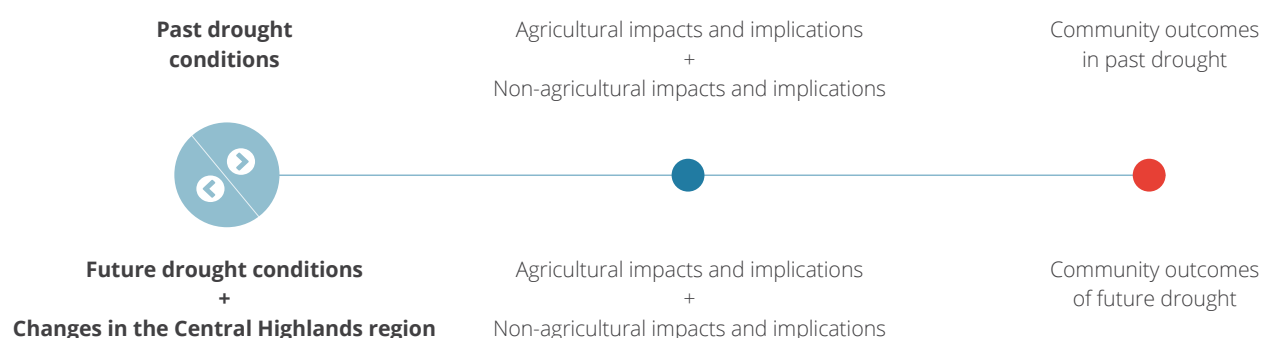 Past drought
conditions
Agricultural impacts and implications
+
Non-agricultural impacts and implications
Community outcomes
in past drought
Future drought conditions
+
Changes in the Central Highlands region
Agricultural impacts and implications
+
Non-agricultural impacts and implications
Community outcomes
of future drought